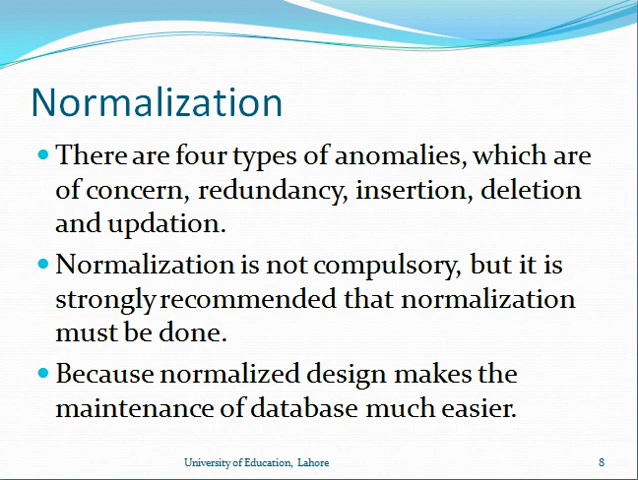 Normalization
There are four types of anomalies, which are
of concern, redundancy, insertion, deletion
and updation.
Normalization is not compulsory, but it is
strongly recommended that normalization
must be done.
Because normalized design makes the
maintenance of database much easier.
University of Education, Lahore 8